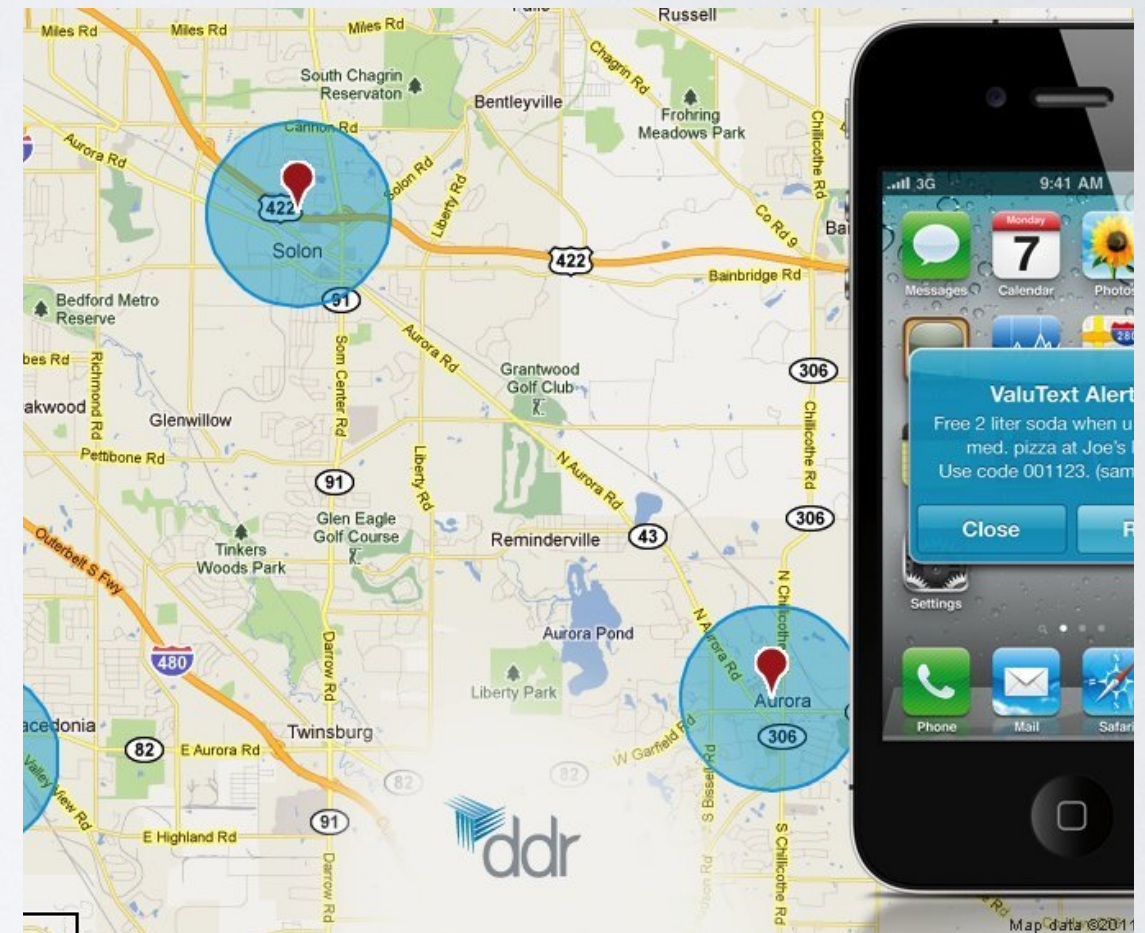 Miles Rd
Miles Rd
Miles Rd
Russell
South Chagrin
Reservaton
Bentleyville
Chagrin Rd
Frohring
Meadows Park
Chillicothe Rd
Cannon Rd
Aurora Rd
Solon Rd
Liberty Rd
422
Solon
Co Rd 9
422
Bainbridge Rd
91
Bedford Metro
Reserve
Aurora Rd
Som Center Rd
Richmond Rd
Grantwood
Golf Club
306
Chillicothe Rd
Glenwillow
Pettibone Rd
Liberty Rd
N Aurora Rd
91
Glen Eagle
Golf Course
Reminderville
43
306
Outerbelt S Fwy
Tinkers
Woods Park
N Chillicothe
Aurora Pond
N Aurora Rd
Darrow Rd
480
Liberty Park
Aurora
Twinsburg
82
E Aurora Rd
306
W Garfield Rd
82
82
Valley View Rd
S Bissell Rd
91
E Highland Rd
ddr
S Chillicothe Rd
Darrow Rd
3G
9:41 AM
Monday
7
Messages
Calendar
Photos
280
ValuText Alert
Free 2 liter soda when u
med. pizza at Joe's
Use code 001123. (sam
Close
R
Settings
Phone
Mail
Safari
Map data ©2011